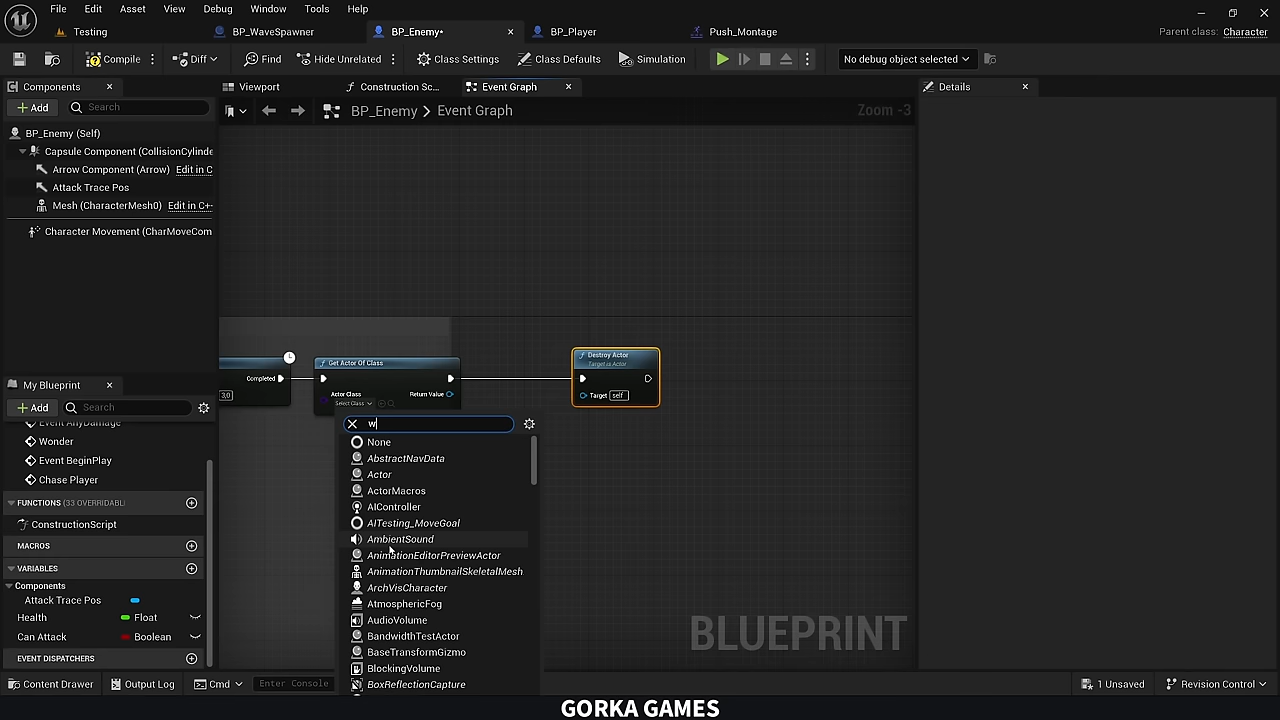 File Edit Asset View Debug Window Tools Help
Testing BP_WaveSpawner BP_Enemy• BP_Player Push_Montage Parent class: Character
Compile Diff Find Hide Unrelated Class Settings Class Defaults Simulation No debug object selected
Components Viewport Construction Sc... Event Graph Details
Add Search BP_Enemy > Event Graph Zoom -3
BP_Enemy (Self)
Capsule Component (CollisionCylinde
Arrow Component (Arrow) Edit in C
Attack Trace Pos
Mesh (CharacterMesh0) Edit in C++
Character Movement (CharMoveCom
Completed
Get Actor Of Class
Actor Class
Select Class
Return Value
Destroy Actor
Target is Actor
Target self
w
None
AbstractNavData
Actor
ActorMacros
AIController
AITesting_MoveGoal
AmbientSound
AnimationEditorPreviewActor
AnimationThumbnailSkeletalMesh
ArchVisCharacter
AtmosphericFog
AudioVolume
BandwidthTestActor
BaseTransformGizmo
BlockingVolume
BoxReflectionCapture
My Blueprint
Add Search
Event AnyDamage
Wonder
Event BeginPlay
Chase Player
FUNCTIONS (33 OVERRIDABL
ConstructionScript
MACROS
VARIABLES
Components
Attack Trace Pos
Health Float
Can Attack Boolean
EVENT DISPATCHERS
BLUEPRINT
Content Drawer Output Log Cmd Enter Console 1 Unsaved Revision Control
GORKA GAMES